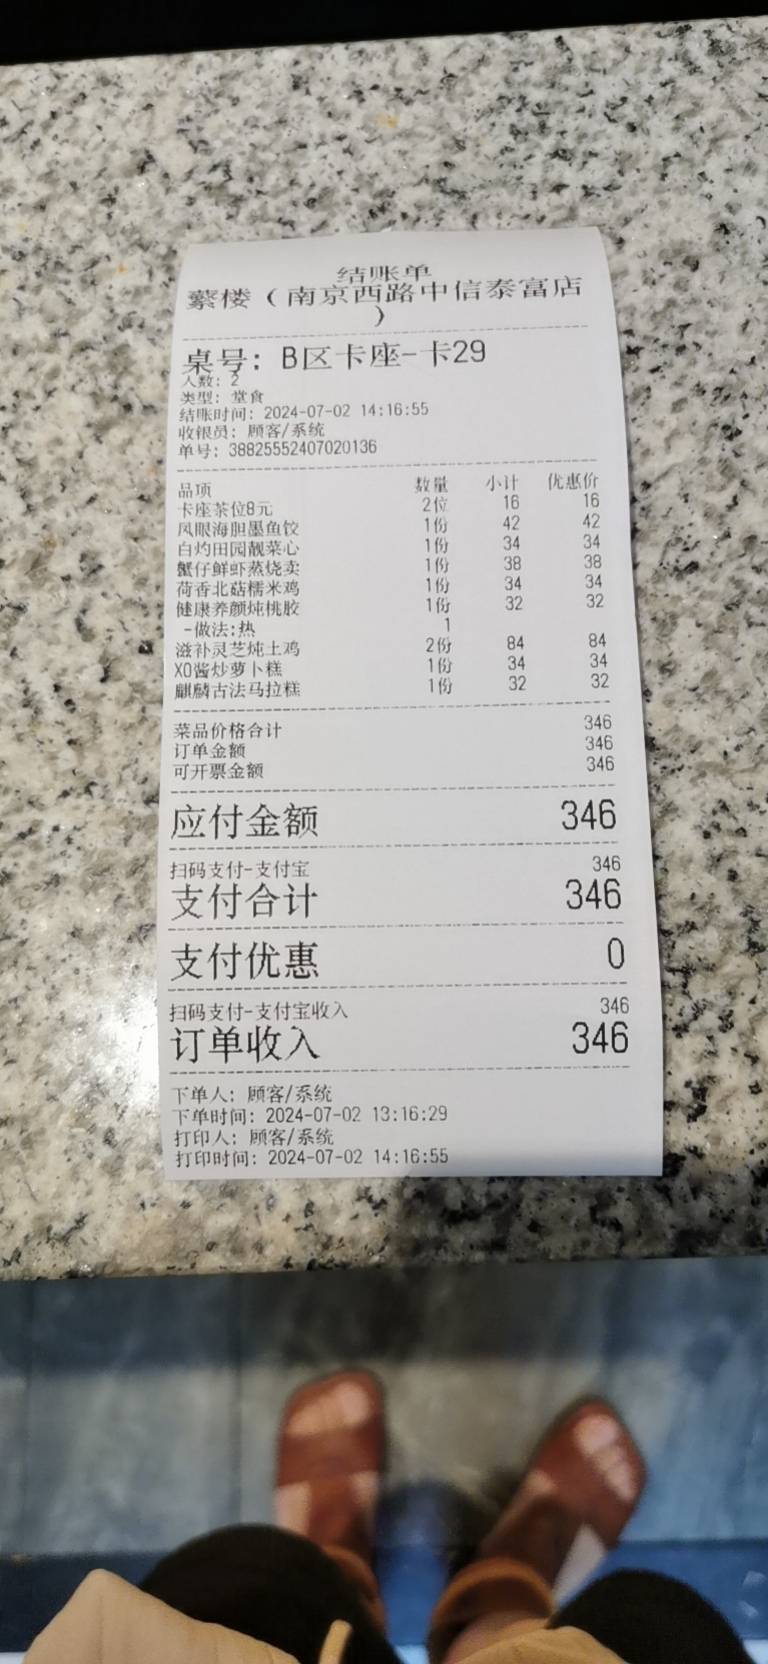 结账单
蘩楼（南京西路中信泰富店
）
桌号: B区卡座-卡29
人数: 2
类型: 堂食
结账时间: 2024-07-02 14:16:55
收银员: 顾客/系统
单号: 38825552407020136
品项 数量 小计 优惠价
卡座茶位8元 2位 16 16
凤眼海胆墨鱼饺 1份 42 42
白灼田园靓菜心 1份 34 34
蟹仔鲜虾蒸烧卖 1份 38 38
荷香北菇糯米鸡 1份 34 34
健康养颜炖桃胶 1份 32 32
-做法:热 1
滋补灵芝炖土鸡 2份 84 84
XO酱炒萝卜糕 1份 34 34
麒麟古法马拉糕 1份 32 32
菜品价格合计 346
订单金额 346
可开票金额 346
应付金额 346
扫码支付-支付宝 346
支付合计 346
支付优惠 0
扫码支付-支付宝收入 346
订单收入 346
下单人: 顾客/系统
下单时间: 2024-07-02 13:16:29
打印人: 顾客/系统
打印时间: 2024-07-02 14:16:55